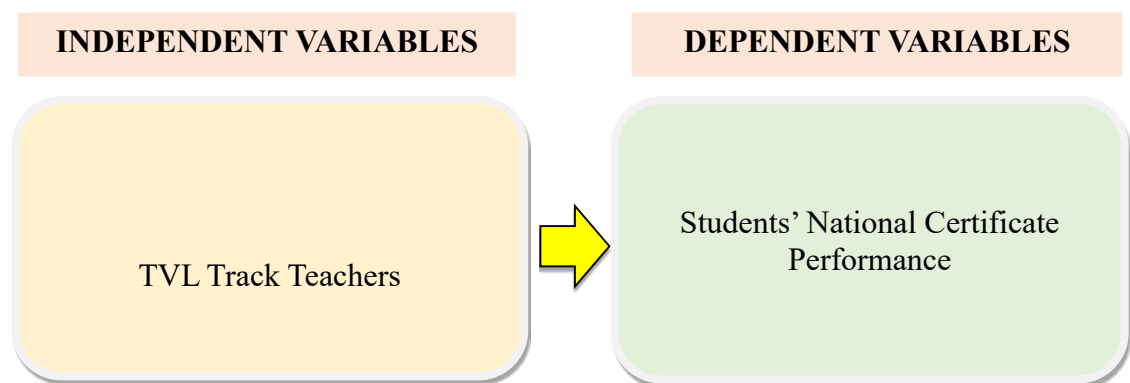 INDEPENDENT VARIABLES
DEPENDENT VARIABLES
TVL Track Teachers
Students’ National Certificate
Performance